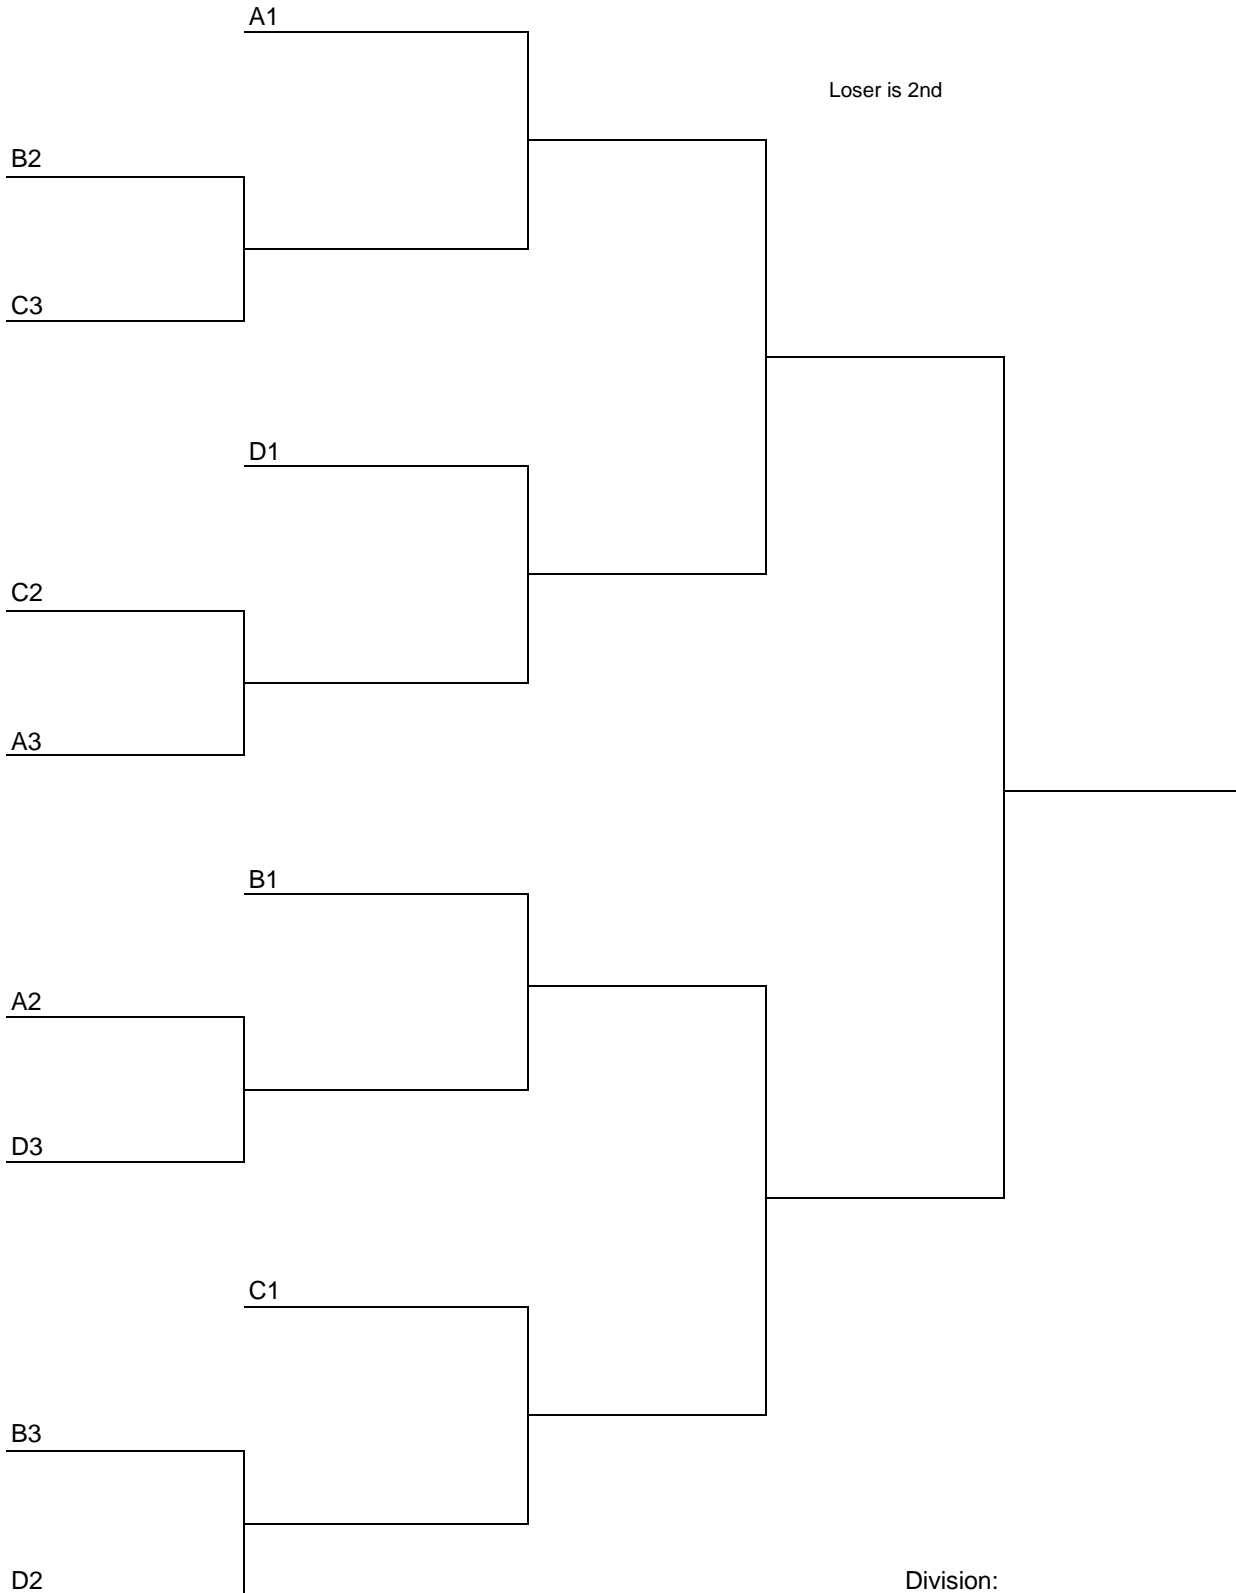 A1
Loser is 2nd
B2
C3
D1
C2
A3
B1
A2
D3
C1
B3
D2
Division: